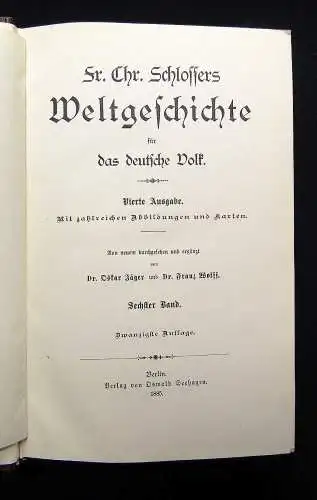 Fr. Chr. Schlossers
Weltgeschichte
für
das deutsche Volk.
Vierte Ausgabe.
Mit zahlreichen Abbildungen und Karten.
Von neuem durchgesehen und ergänzt
von
Dr. Oskar Jäger und Dr. Franz Wolff.
Sechster Band.
Zwanzigste Auflage.
Berlin.
Verlag von Oswald Seehagen.